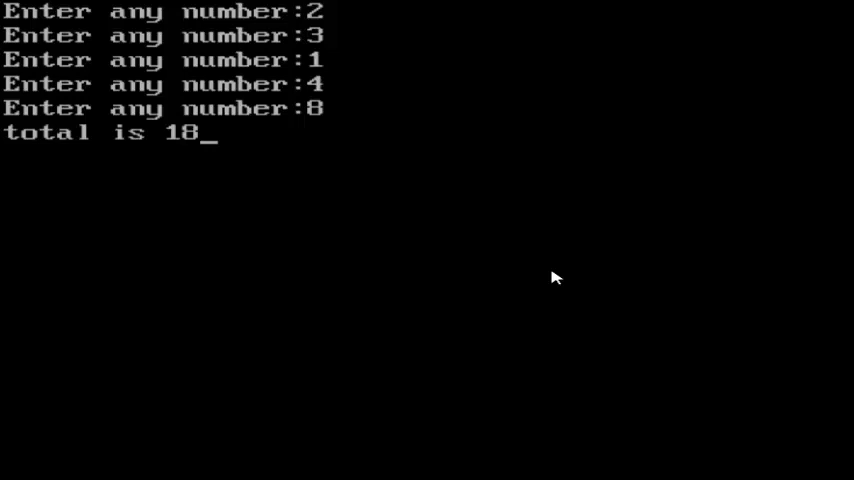 Enter any number:2
Enter any number:3
Enter any number:1
Enter any number:4
Enter any number:8
total is 18_